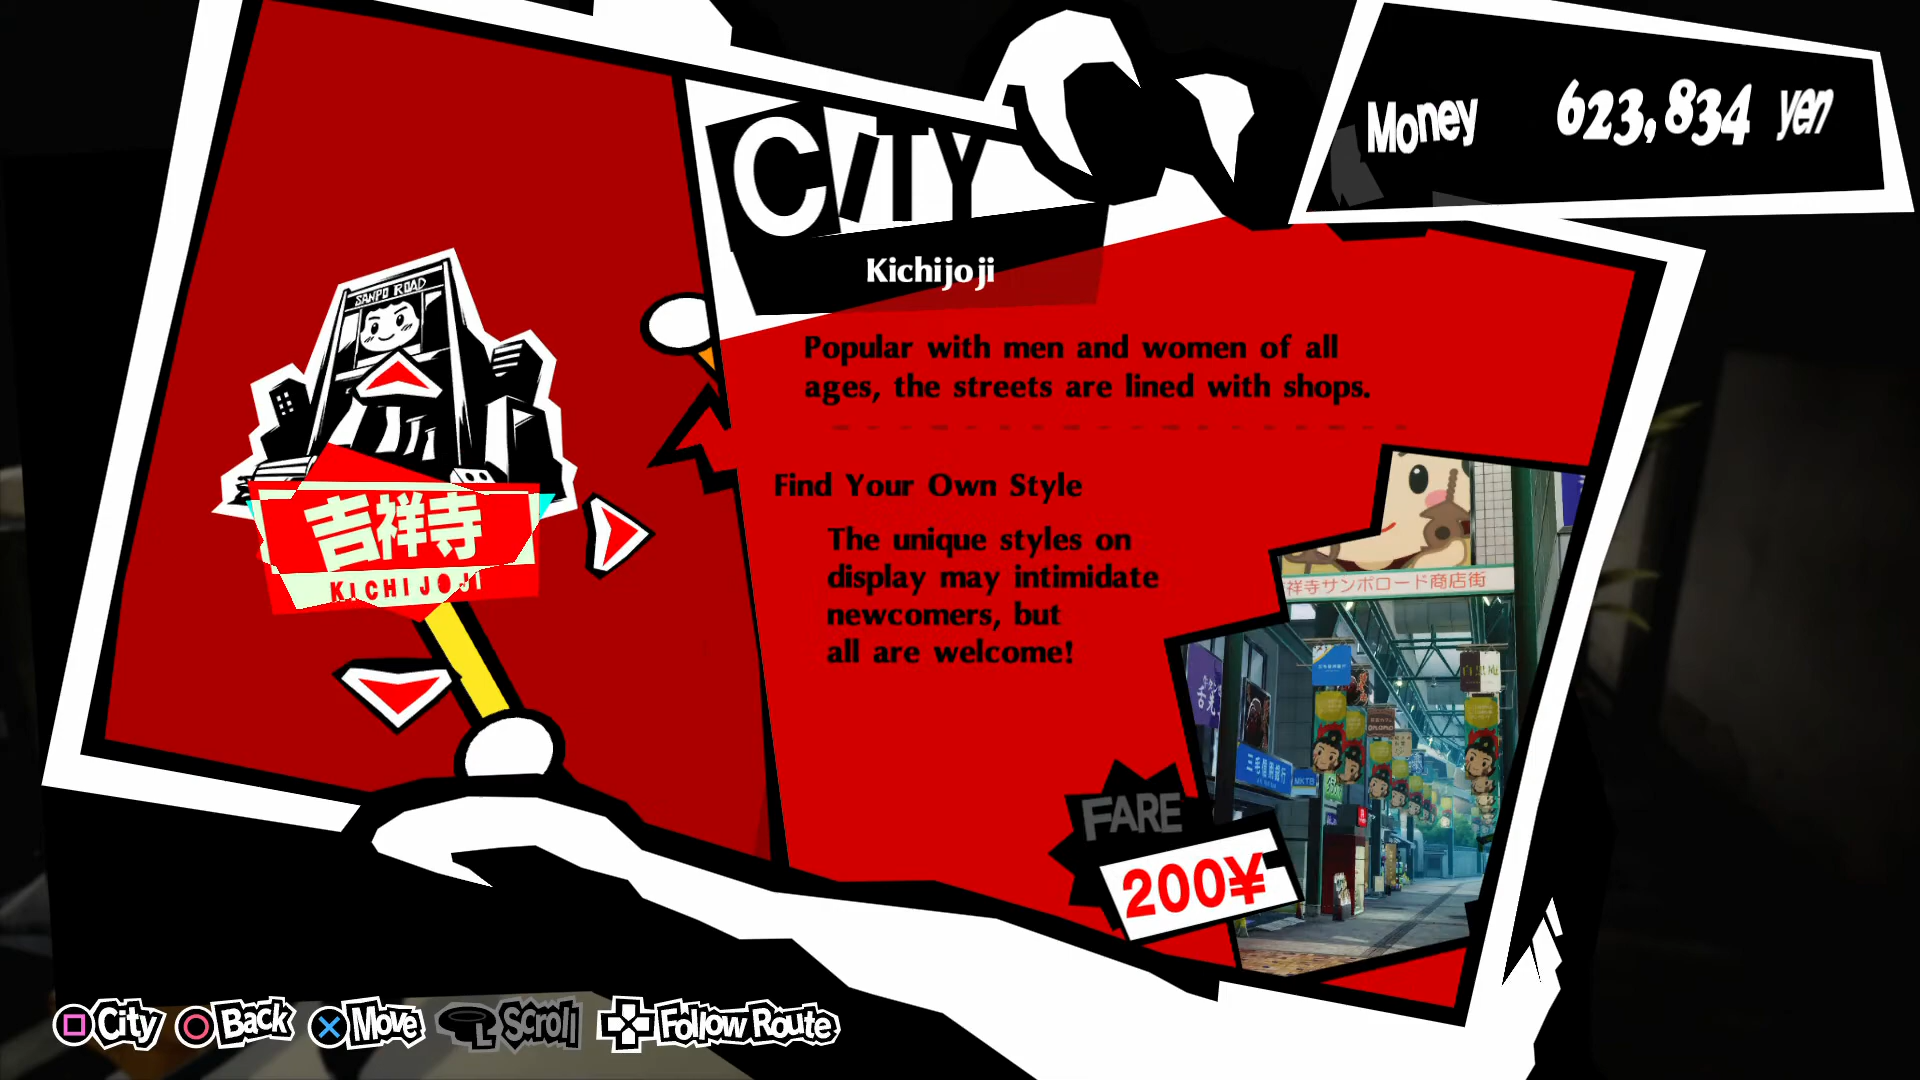 Money 623,834 yen
CITY
Kichijoji
Popular with men and women of all
ages, the streets are lined with shops.
Find Your Own Style
The unique styles on
display may intimidate
newcomers, but
all are welcome!
SANPO ROAD
吉祥寺
KICHIJOJI
祥寺サンポロード商店街
MKTB
FARE
200¥
City Back Move L Scroll Follow Route